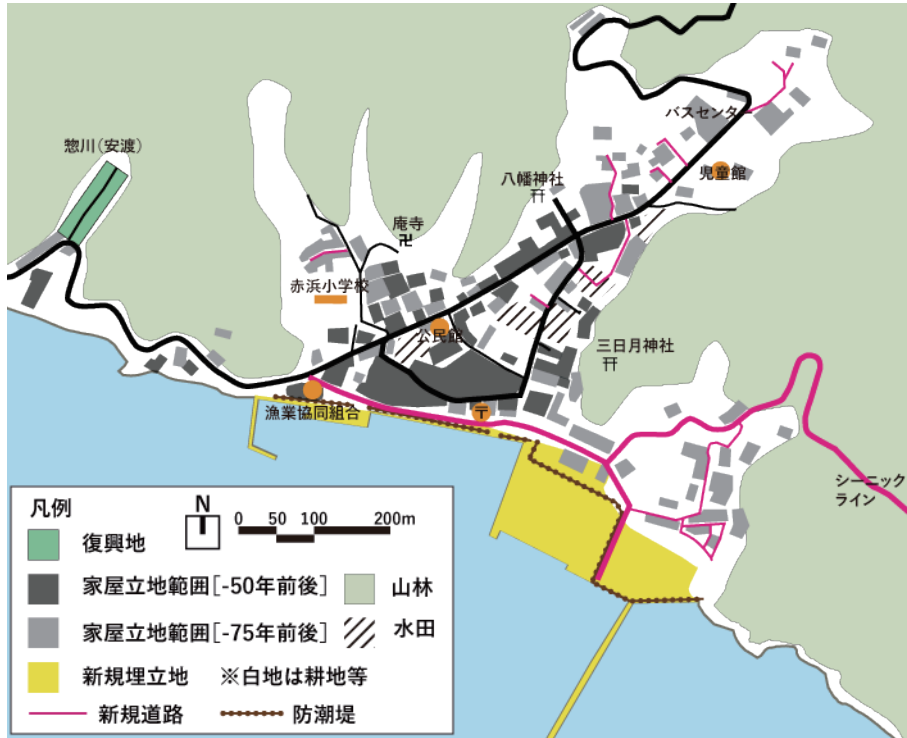 バスセンター
惣川(安渡)
児童館
八幡神社
庵寺
赤浜小学校
公民館
三日月神社
〒
漁業協同組合
シーニック
ライン
凡例
N
0 50 100 200m
復興地
家屋立地範囲[-50年前後]
山林
家屋立地範囲[-75年前後]
水田
新規埋立地 ※白地は耕地等
新規道路
防潮堤